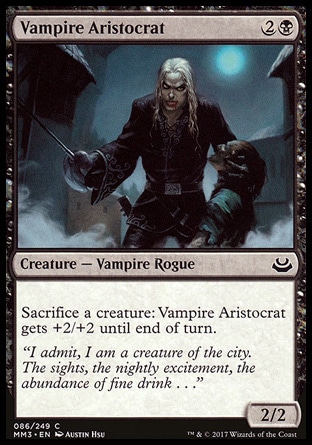 Vampire Aristocrat 2
Creature — Vampire Rogue
Sacrifice a creature: Vampire Aristocrat
gets +2/+2 until end of turn.
“I admit, I am a creature of the city.
The sights, the nightly excitement, the
abundance of fine drink . . .”
2/2
086/249 C
MM3 • EN Austin Hsu
™ & © 2017 Wizards of the Coast